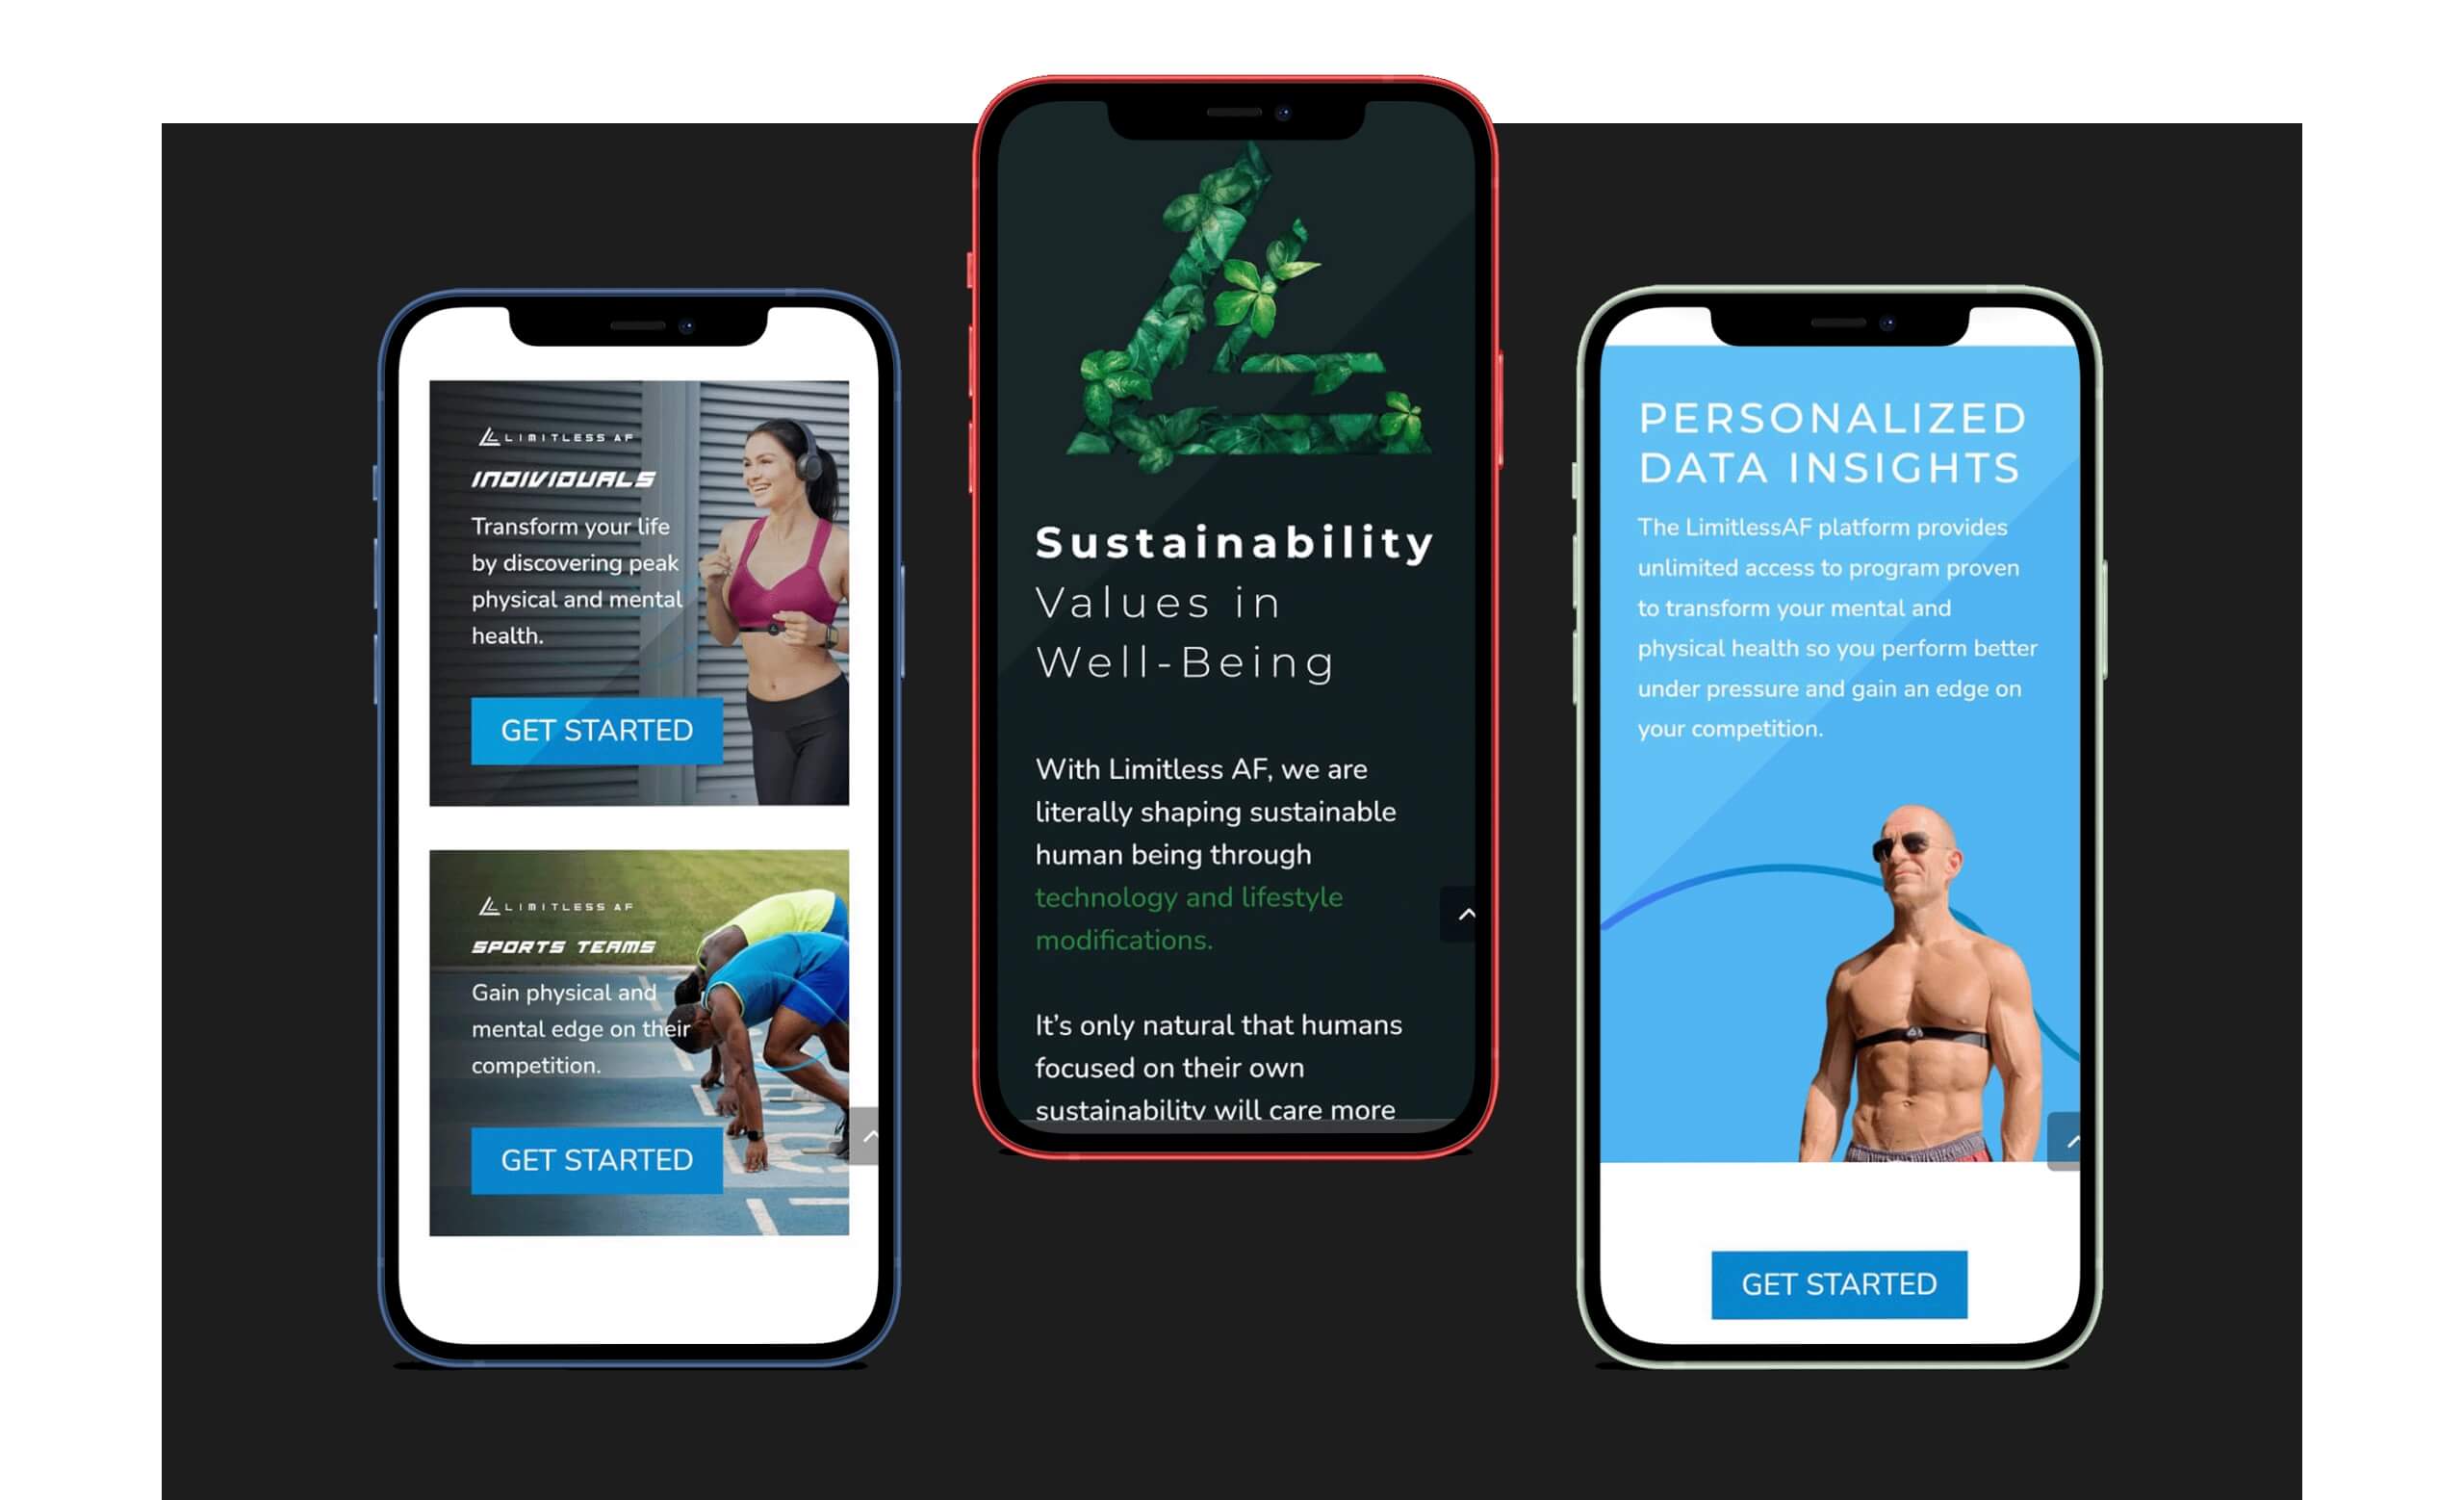 LIMITLESS AF
INDIVIDUALS
Transform your life
by discovering peak
physical and mental
health.
GET STARTED
LIMITLESS AF
SPORTS TEAMS
Gain physical and
mental edge on their
competition.
GET STARTED
Sustainability
Values in
Well-Being
With Limitless AF, we are
literally shaping sustainable
human being through
technology and lifestyle
modifications.
It's only natural that humans
focused on their own
sustainability will care more
PERSONALIZED
DATA INSIGHTS
The LimitlessAF platform provides
unlimited access to program proven
to transform your mental and
physical health so you perform better
under pressure and gain an edge on
your competition.
GET STARTED